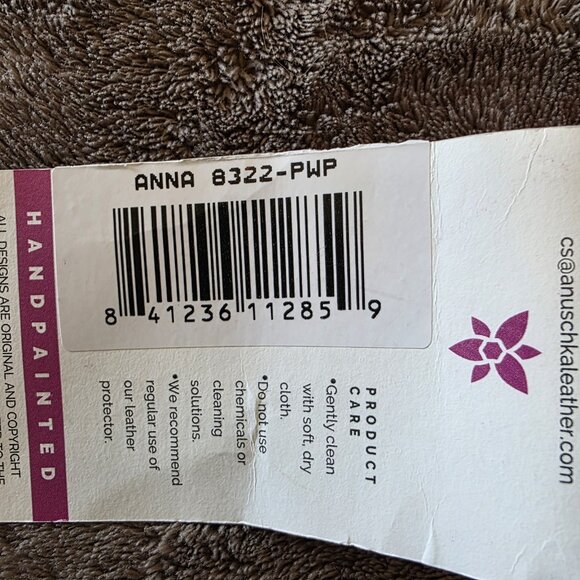 ANNA 8322-PWP
8 41236 11285 9
HANDPAINTED
ALL DESIGNS ARE ORIGINAL AND COPYRIGHT
TO THE
PRODUCT
CARE
•Gently clean
with soft, dry
cloth.
•Do not use
chemicals or
cleaning
solutions.
•We recommend
regular use of
our leather
protector.
cs@anuschkaleather.com